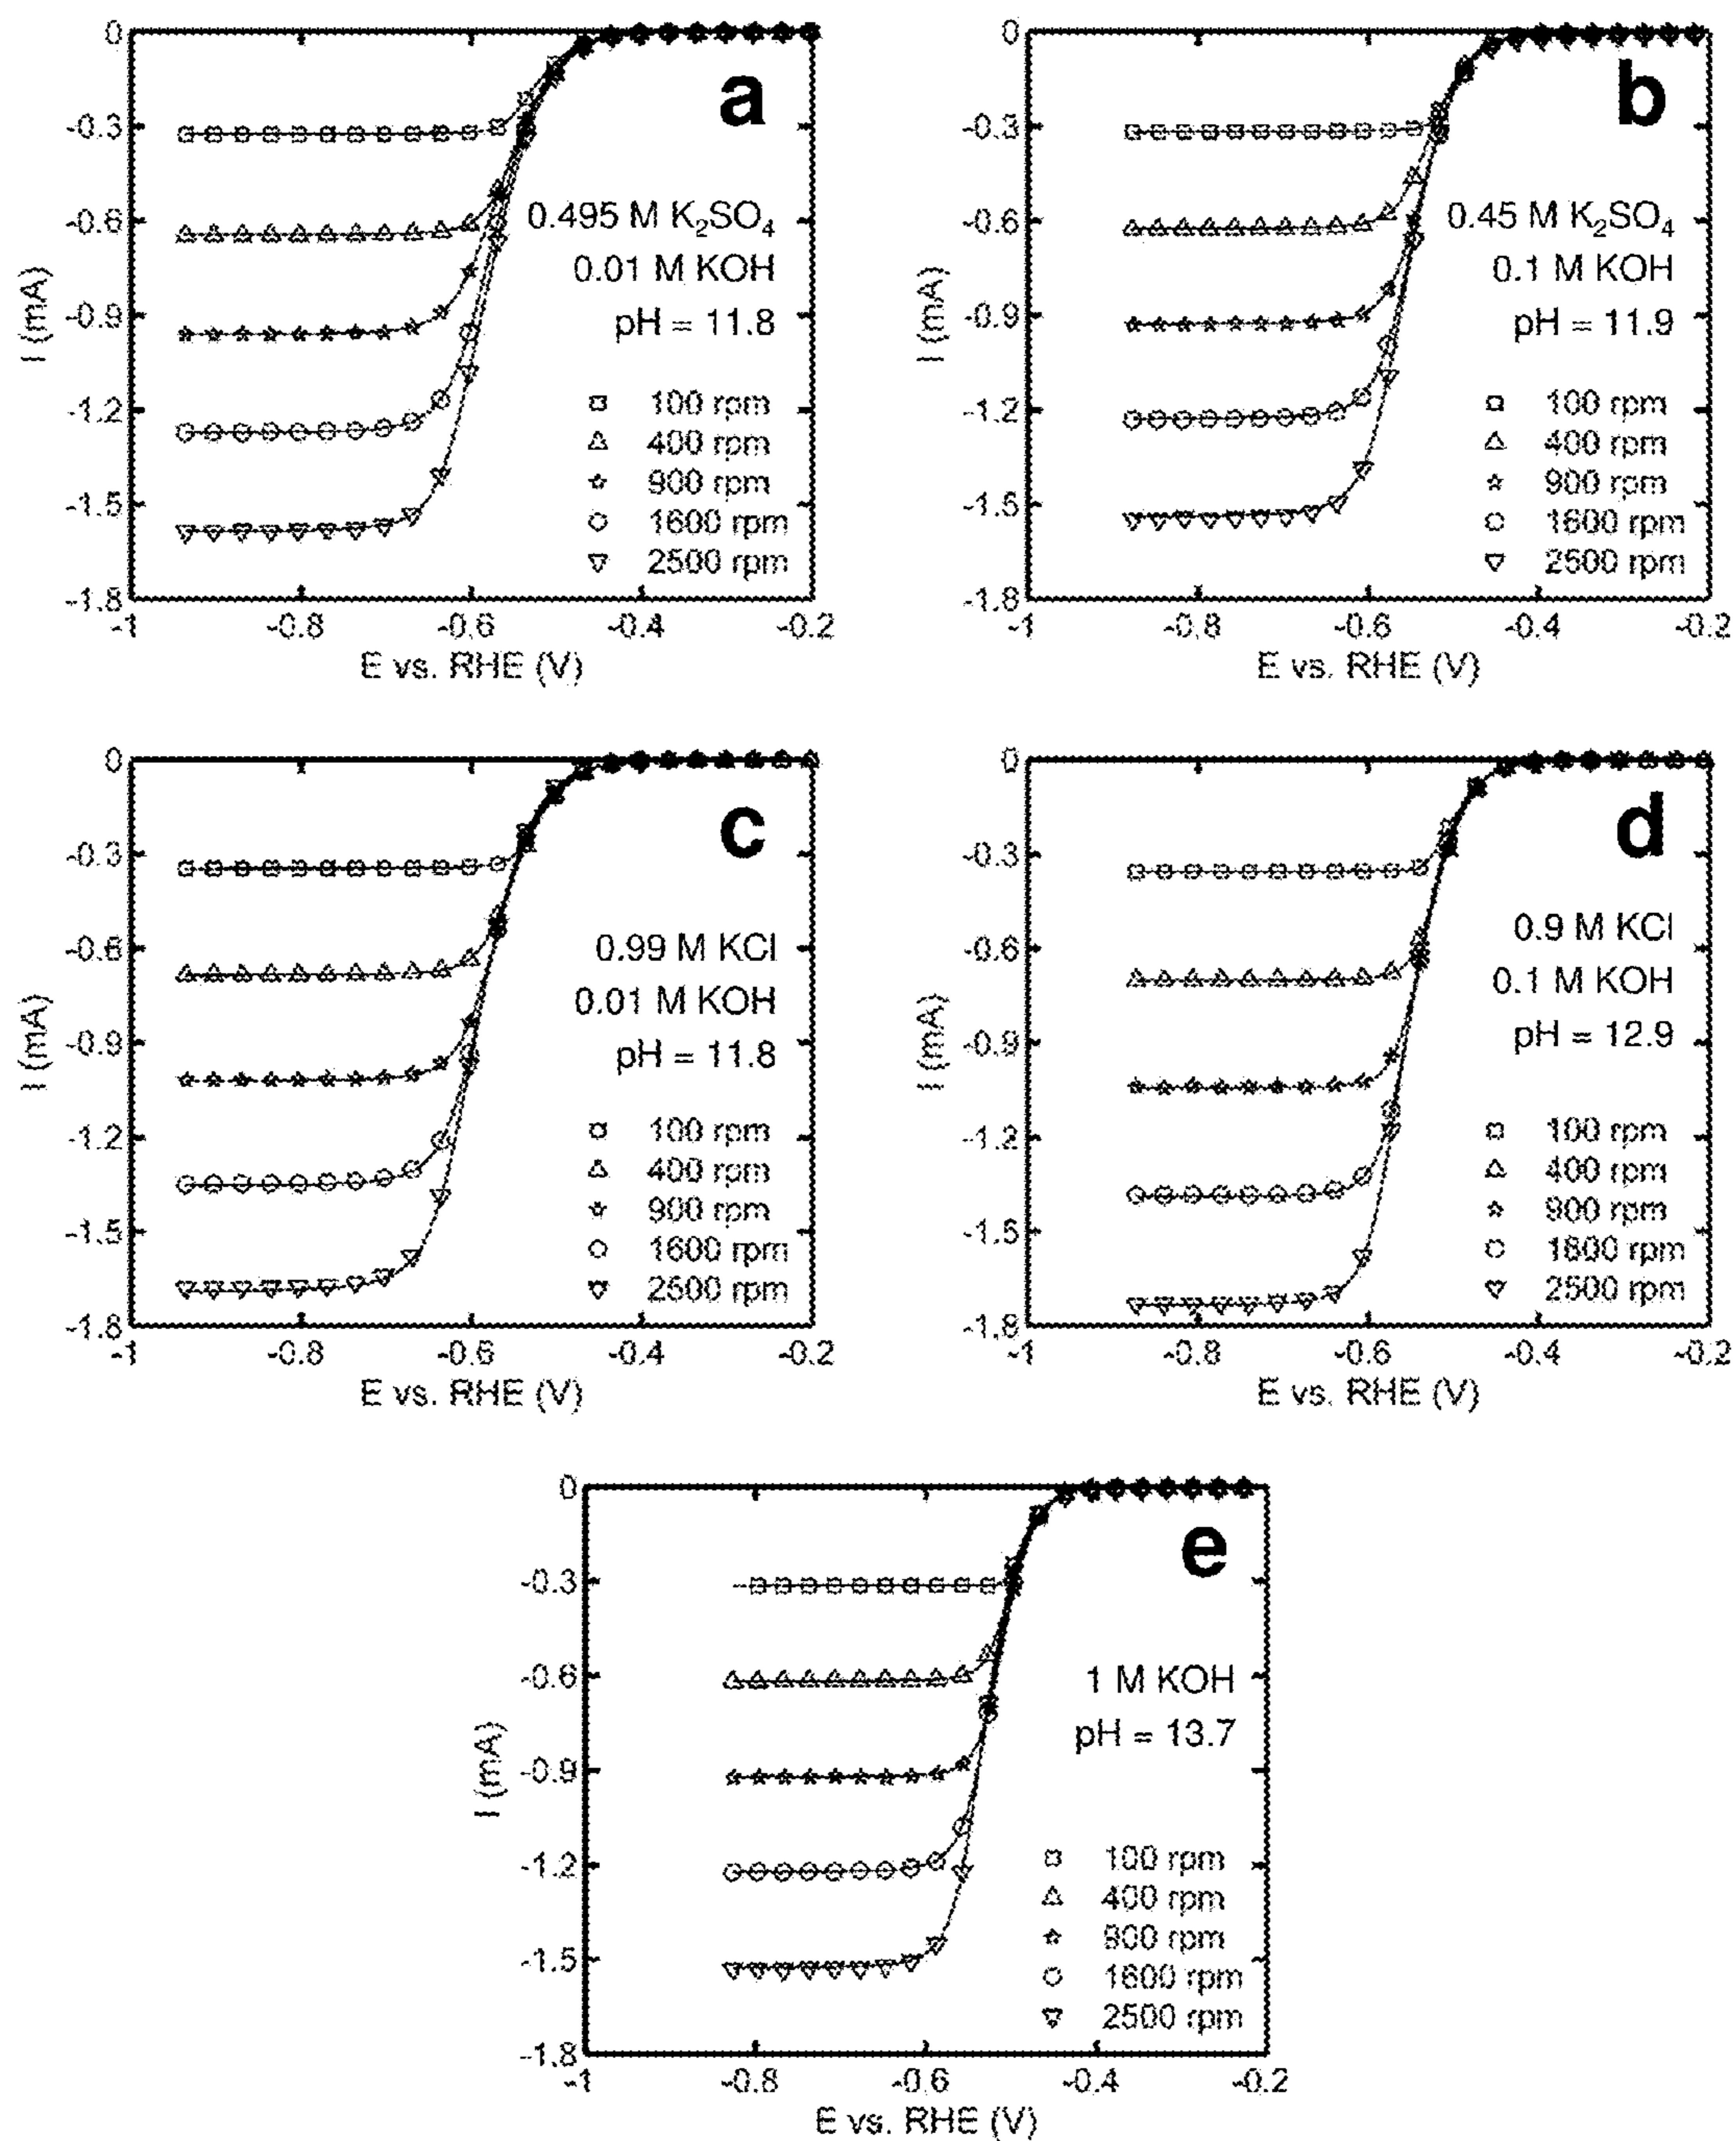 a
0
-0.3
-0.6
-0.9
-1.2
-1.5
-1.8
I (mA)
0.495 M K₂SO₄
0.01 M KOH
pH = 11.8
100 rpm
400 rpm
900 rpm
1600 rpm
2500 rpm
-1 -0.8 -0.6 -0.4 -0.2
E vs. RHE (V)
b
0
-0.3
-0.6
-0.9
-1.2
-1.5
-1.8
I (mA)
0.45 M K₂SO₄
0.1 M KOH
pH = 11.9
100 rpm
400 rpm
900 rpm
1600 rpm
2500 rpm
-1 -0.8 -0.6 -0.4 -0.2
E vs. RHE (V)
c
0
-0.3
-0.6
-0.9
-1.2
-1.5
-1.8
I (mA)
0.99 M KCl
0.01 M KOH
pH = 11.8
100 rpm
400 rpm
900 rpm
1600 rpm
2500 rpm
-1 -0.8 -0.6 -0.4 -0.2
E vs. RHE (V)
d
0
-0.3
-0.6
-0.9
-1.2
-1.5
-1.8
I (mA)
0.9 M KCl
0.1 M KOH
pH = 12.9
100 rpm
400 rpm
900 rpm
1600 rpm
2500 rpm
-1 -0.8 -0.6 -0.4 -0.2
E vs. RHE (V)
e
0
-0.3
-0.6
-0.9
-1.2
-1.5
-1.8
I (mA)
1 M KOH
pH = 13.7
100 rpm
400 rpm
900 rpm
1600 rpm
2500 rpm
-1 -0.8 -0.6 -0.4 -0.2
E vs. RHE (V)